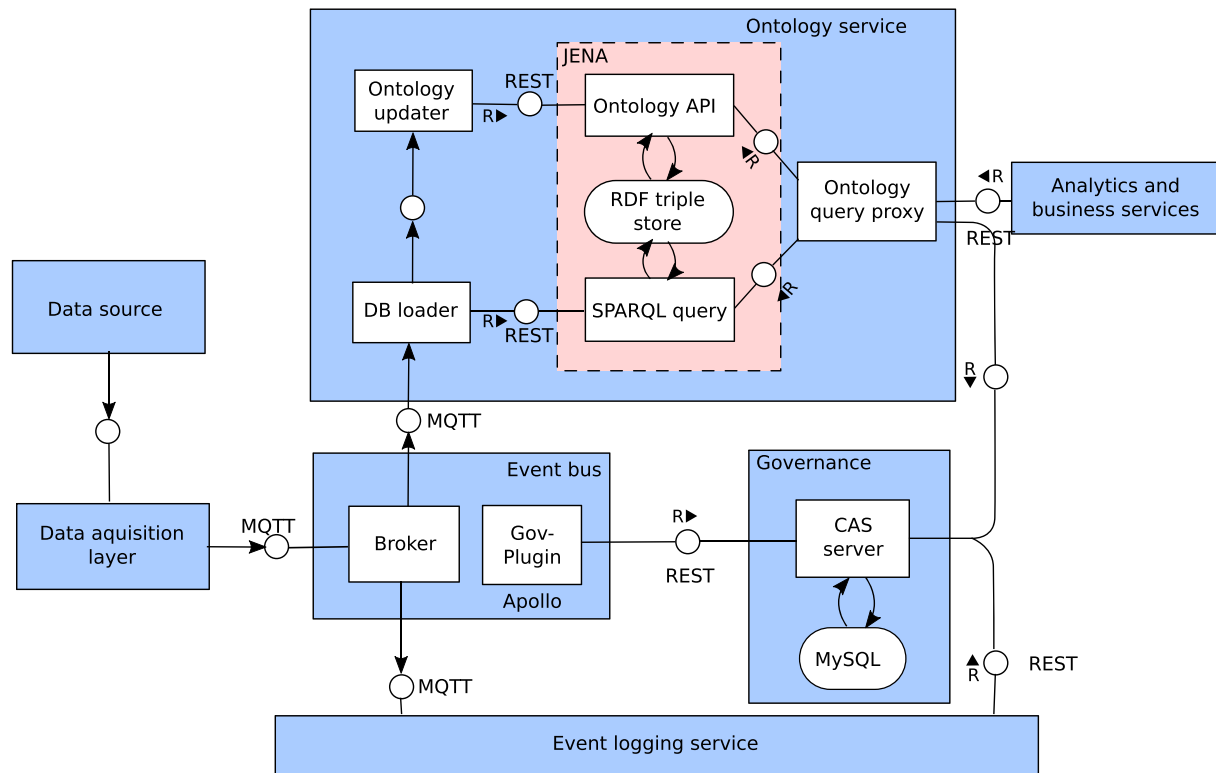 Ontology service
JENA
REST
Ontology
updater
R
Ontology API
R
RDF triple
store
Ontology
query proxy
R
Analytics and
business services
REST
Data source
DB loader
R
REST
SPARQL query
R
R
MQTT
Event bus
Governance
Data aquisition
layer
MQTT
Broker
Gov-
Plugin
Apollo
R
REST
CAS
server
MySQL
MQTT
R
REST
Event logging service